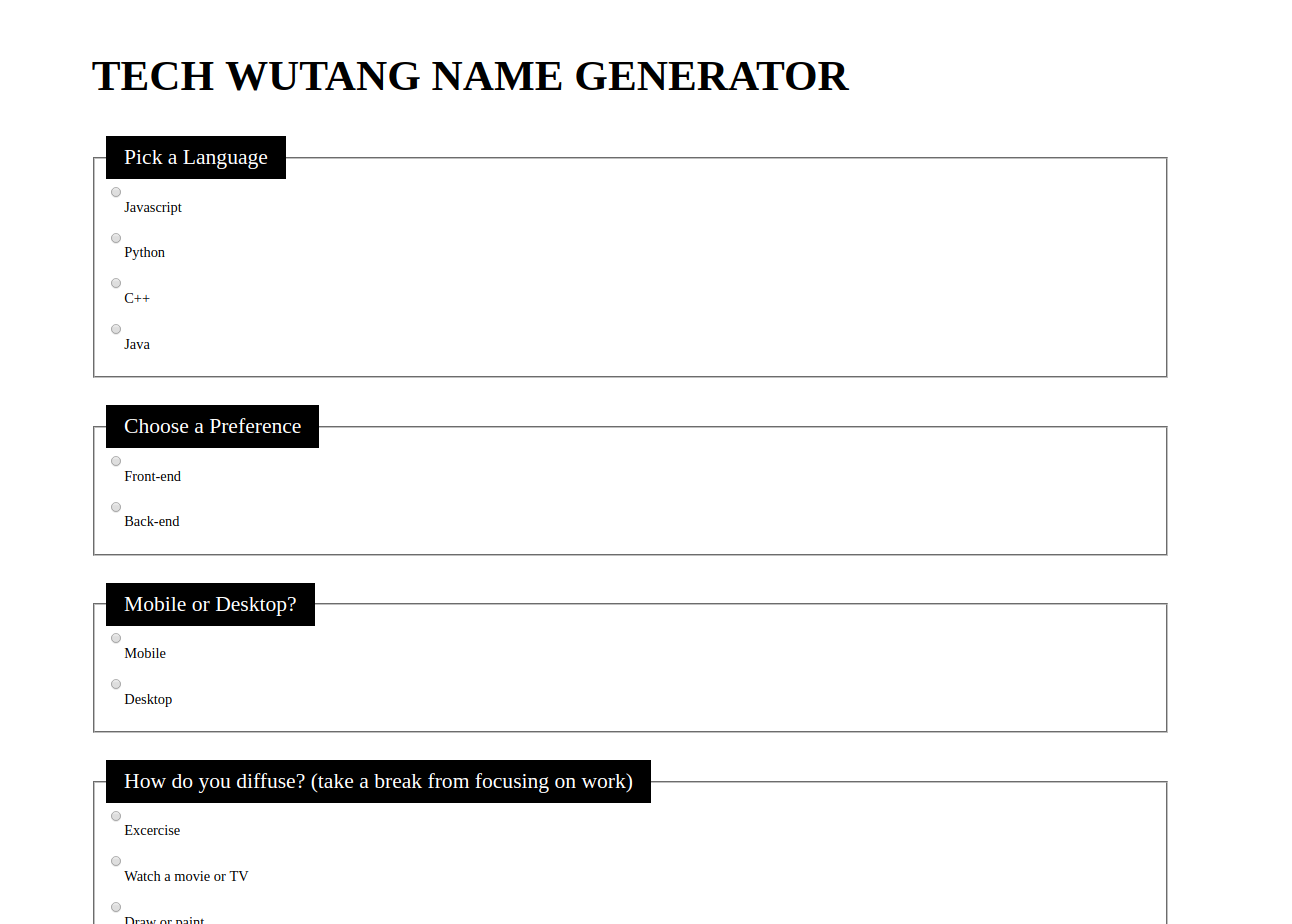 TECH WUTANG NAME GENERATOR
Pick a Language
Javascript
Python
C++
Java
Choose a Preference
Front-end
Back-end
Mobile or Desktop?
Mobile
Desktop
How do you diffuse? (take a break from focusing on work)
Excercise
Watch a movie or TV
Draw or paint